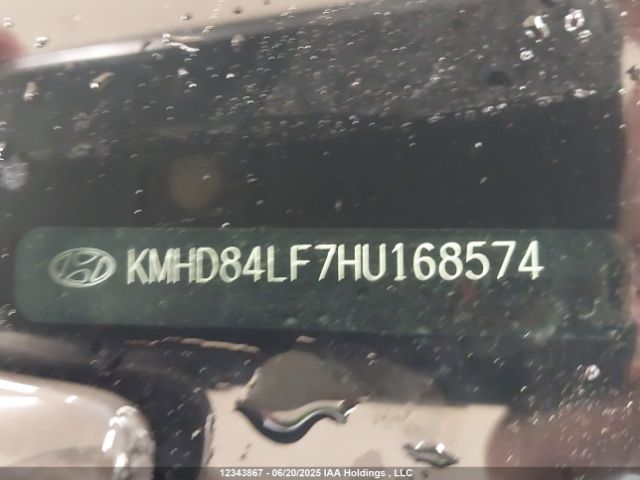 KMHD84LF7HU168574
12343867 - 06/20/2025 IAA Holdings , LLC